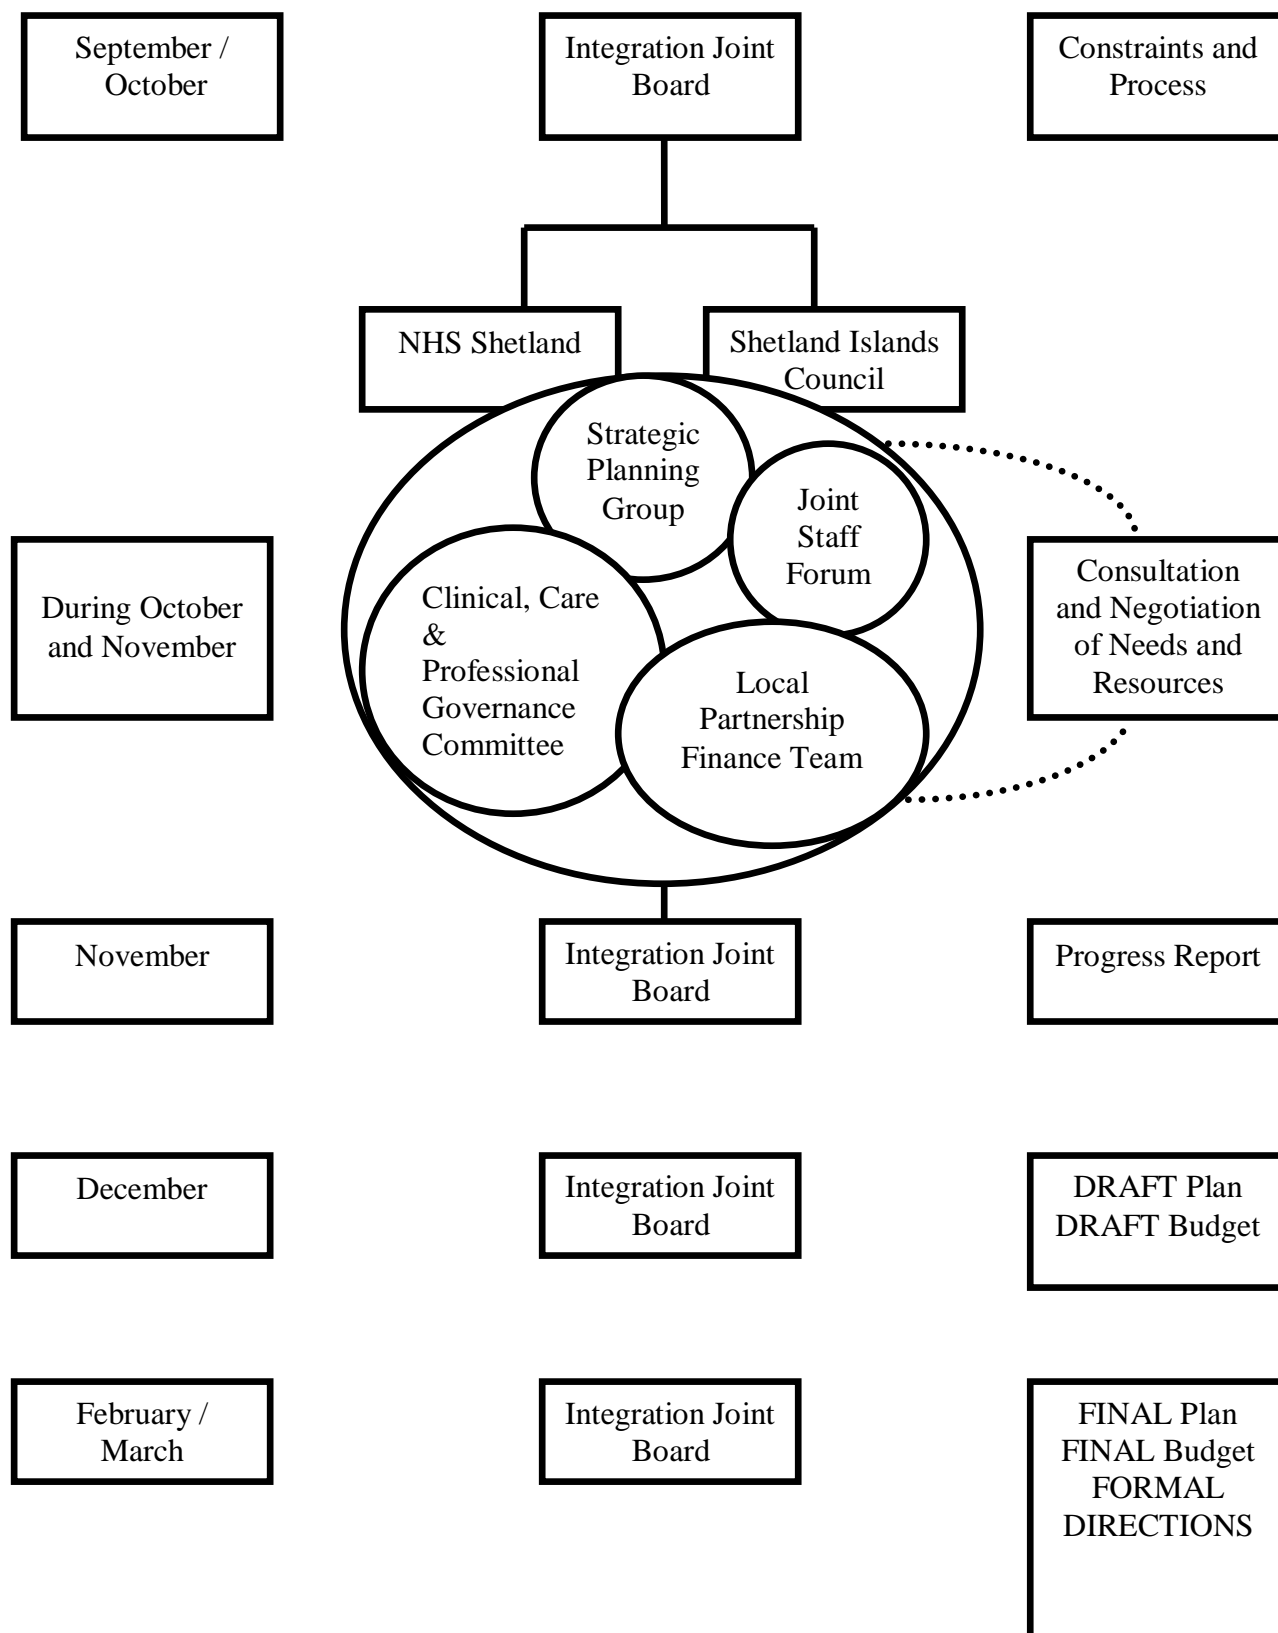 September /
October
Integration Joint
Board
Constraints and
Process
NHS Shetland
Shetland Islands
Council
Strategic
Planning
Group
Joint
Staff
Forum
During October
and November
Clinical, Care
&
Professional
Governance
Committee
Local
Partnership
Finance Team
Consultation
and Negotiation
of Needs and
Resources
November
Integration Joint
Board
Progress Report
December
Integration Joint
Board
DRAFT Plan
DRAFT Budget
February /
March
Integration Joint
Board
FINAL Plan
FINAL Budget
FORMAL
DIRECTIONS